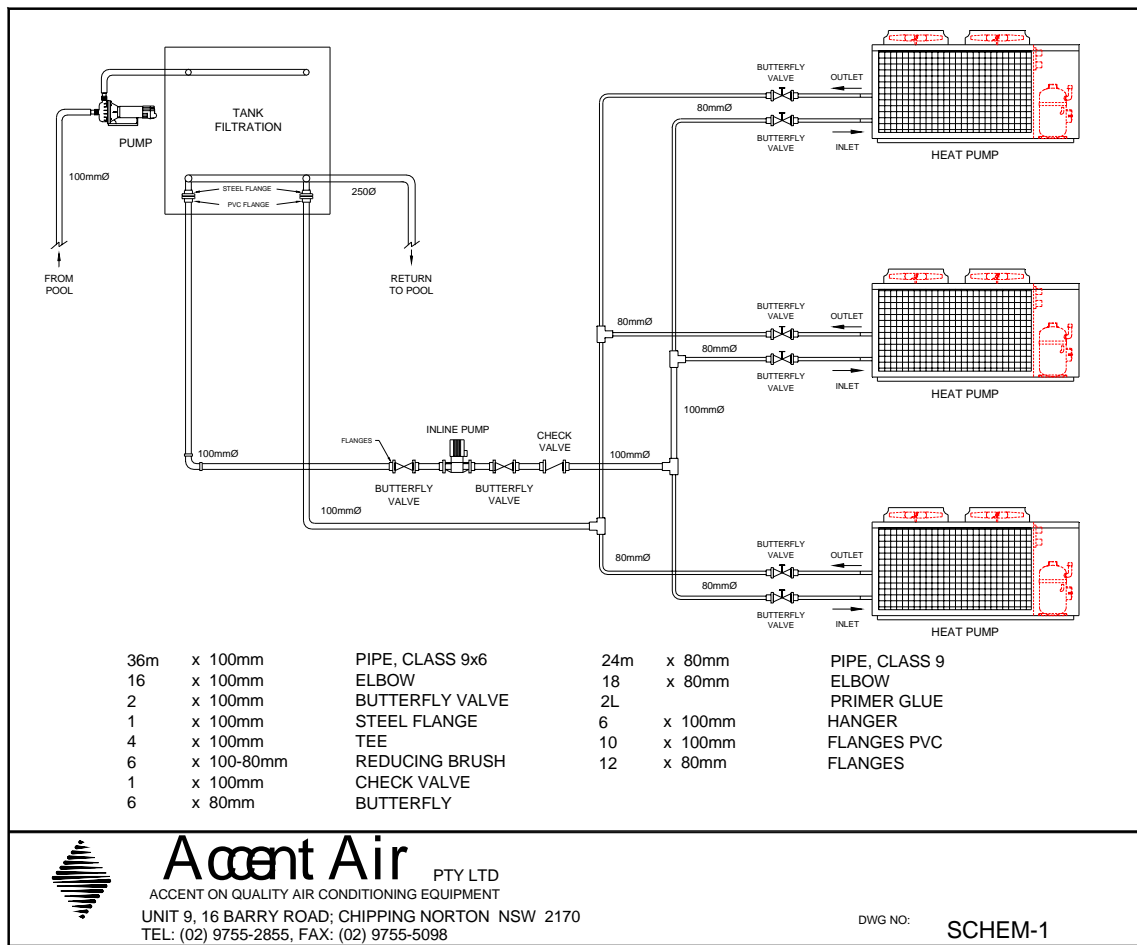 BUTTERFLY
VALVE
OUTLET
80mmØ
BUTTERFLY
VALVE
INLET
HEAT PUMP
TANK
FILTRATION
PUMP
100mmØ
STEEL FLANGE
PVC FLANGE
250Ø
FROM
POOL
RETURN
TO POOL
BUTTERFLY
VALVE
OUTLET
80mmØ
80mmØ
BUTTERFLY
VALVE
INLET
HEAT PUMP
100mmØ
FLANGES
INLINE PUMP
CHECK
VALVE
100mmØ
100mmØ
BUTTERFLY
VALVE
BUTTERFLY
VALVE
100mmØ
BUTTERFLY
VALVE
OUTLET
80mmØ
80mmØ
BUTTERFLY
VALVE
INLET
HEAT PUMP
36m x 100mm PIPE, CLASS 9x6
16 x 100mm ELBOW
2 x 100mm BUTTERFLY VALVE
1 x 100mm STEEL FLANGE
4 x 100mm TEE
6 x 100-80mm REDUCING BRUSH
1 x 100mm CHECK VALVE
6 x 80mm BUTTERFLY
24m x 80mm PIPE, CLASS 9
18 x 80mm ELBOW
2L PRIMER GLUE
6 x 100mm HANGER
10 x 100mm FLANGES PVC
12 x 80mm FLANGES
Accent Air PTY LTD
ACCENT ON QUALITY AIR CONDITIONING EQUIPMENT
UNIT 9, 16 BARRY ROAD; CHIPPING NORTON NSW 2170
TEL: (02) 9755-2855, FAX: (02) 9755-5098
DWG NO: SCHEM-1